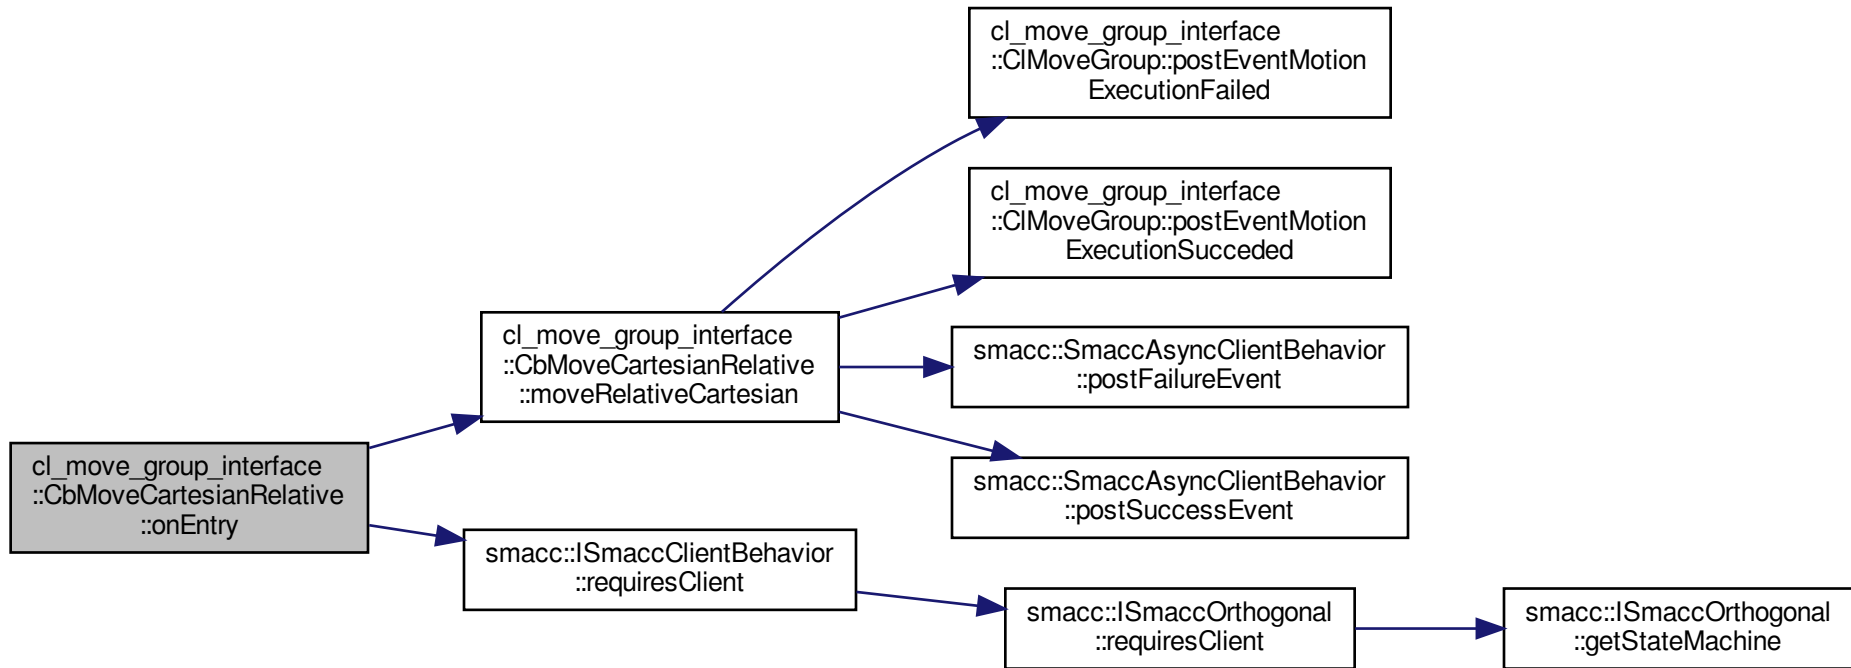 cl_move_group_interface
::ClMoveGroup::postEventMotion
ExecutionFailed
cl_move_group_interface
::ClMoveGroup::postEventMotion
ExecutionSucceded
cl_move_group_interface
::CbMoveCartesianRelative
::moveRelativeCartesian
smacc::SmaccAsyncClientBehavior
::postFailureEvent
cl_move_group_interface
::CbMoveCartesianRelative
::onEntry
smacc::SmaccAsyncClientBehavior
::postSuccessEvent
smacc::ISmaccClientBehavior
::requiresClient
smacc::ISmaccOrthogonal
::requiresClient
smacc::ISmaccOrthogonal
::getStateMachine